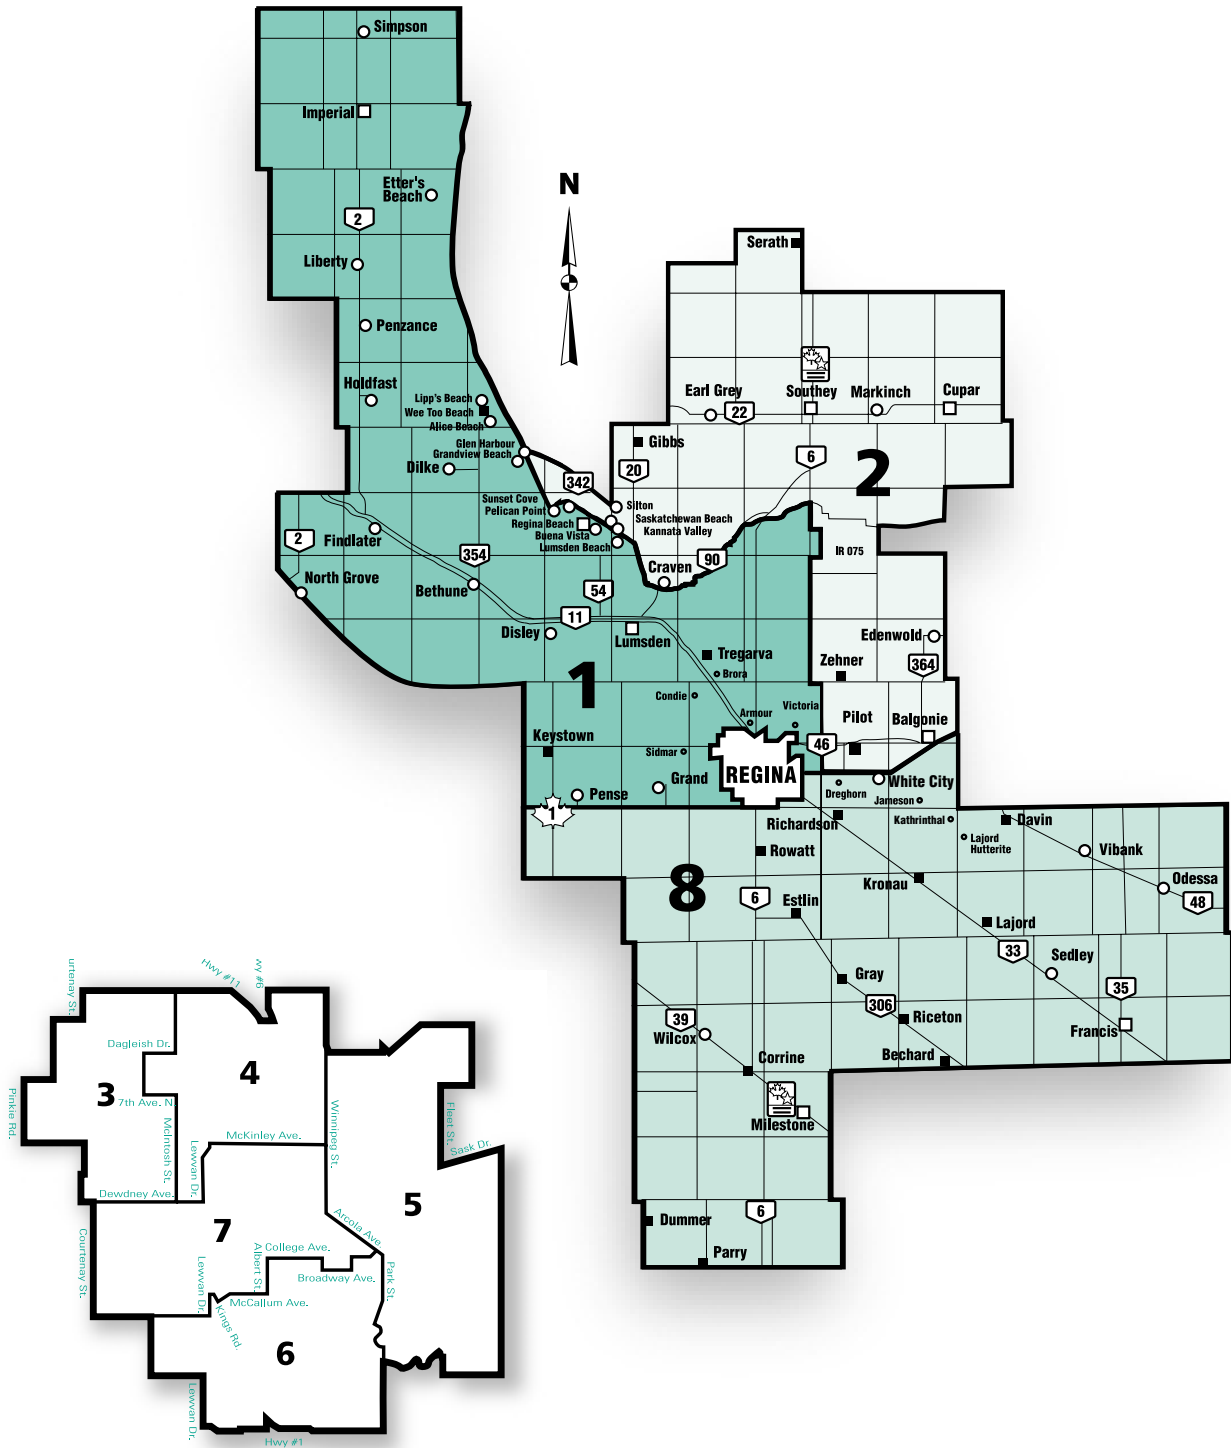 Simpson
Imperial
Etter's
Beach
N
2
Serath
Liberty
Penzance
Holdfast
Lipp's Beach
Wee Too Beach
Alice Beach
Earl Grey
22
Southey
Markinch
Cupar
Glen Harbour
Grandview Beach
Gibbs
Dilke
342
20
6
2
Sunset Cove
Pelican Point
Silton
Regina Beach
Saskatchewan Beach
Buena Vista
Kannata Valley
Lumsden Beach
2
Findlater
354
90
IR 075
North Grove
Bethune
54
Craven
11
Disley
Lumsden
Edenwold
Tregarva
Zehner
364
1
Brora
Condie
Armour
Victoria
Pilot
Balgonie
Keystown
Sidmar
46
REGINA
Grand
Pense
White City
Dreghorn
Jameson
1
Richardson
Kathrinthal
Davin
Lajord
Hutterite
Rowatt
Vibank
8
Kronau
Odessa
6
Estlin
48
Lajord
33
Sedley
Gray
35
306
39
Wilcox
Riceton
Francis
Bechard
Corrine
Milestone
Dummer
6
Parry
urtenay St.
Hwy #11
wy #6
Dagleish Dr.
4
3
7th Ave. N.
Pinkie Rd.
McIntosh St.
McKinley Ave.
Winnipeg St.
Fleet St.
Sask Dr.
Lewvan Dr.
Dewdney Ave.
5
7
Arcola Ave.
Courtenay St.
College Ave.
Albert St.
Broadway Ave.
Park St.
Lewvan Dr.
McCallum Ave.
Kings Rd.
6
Lewvan Dr.
Hwy #1